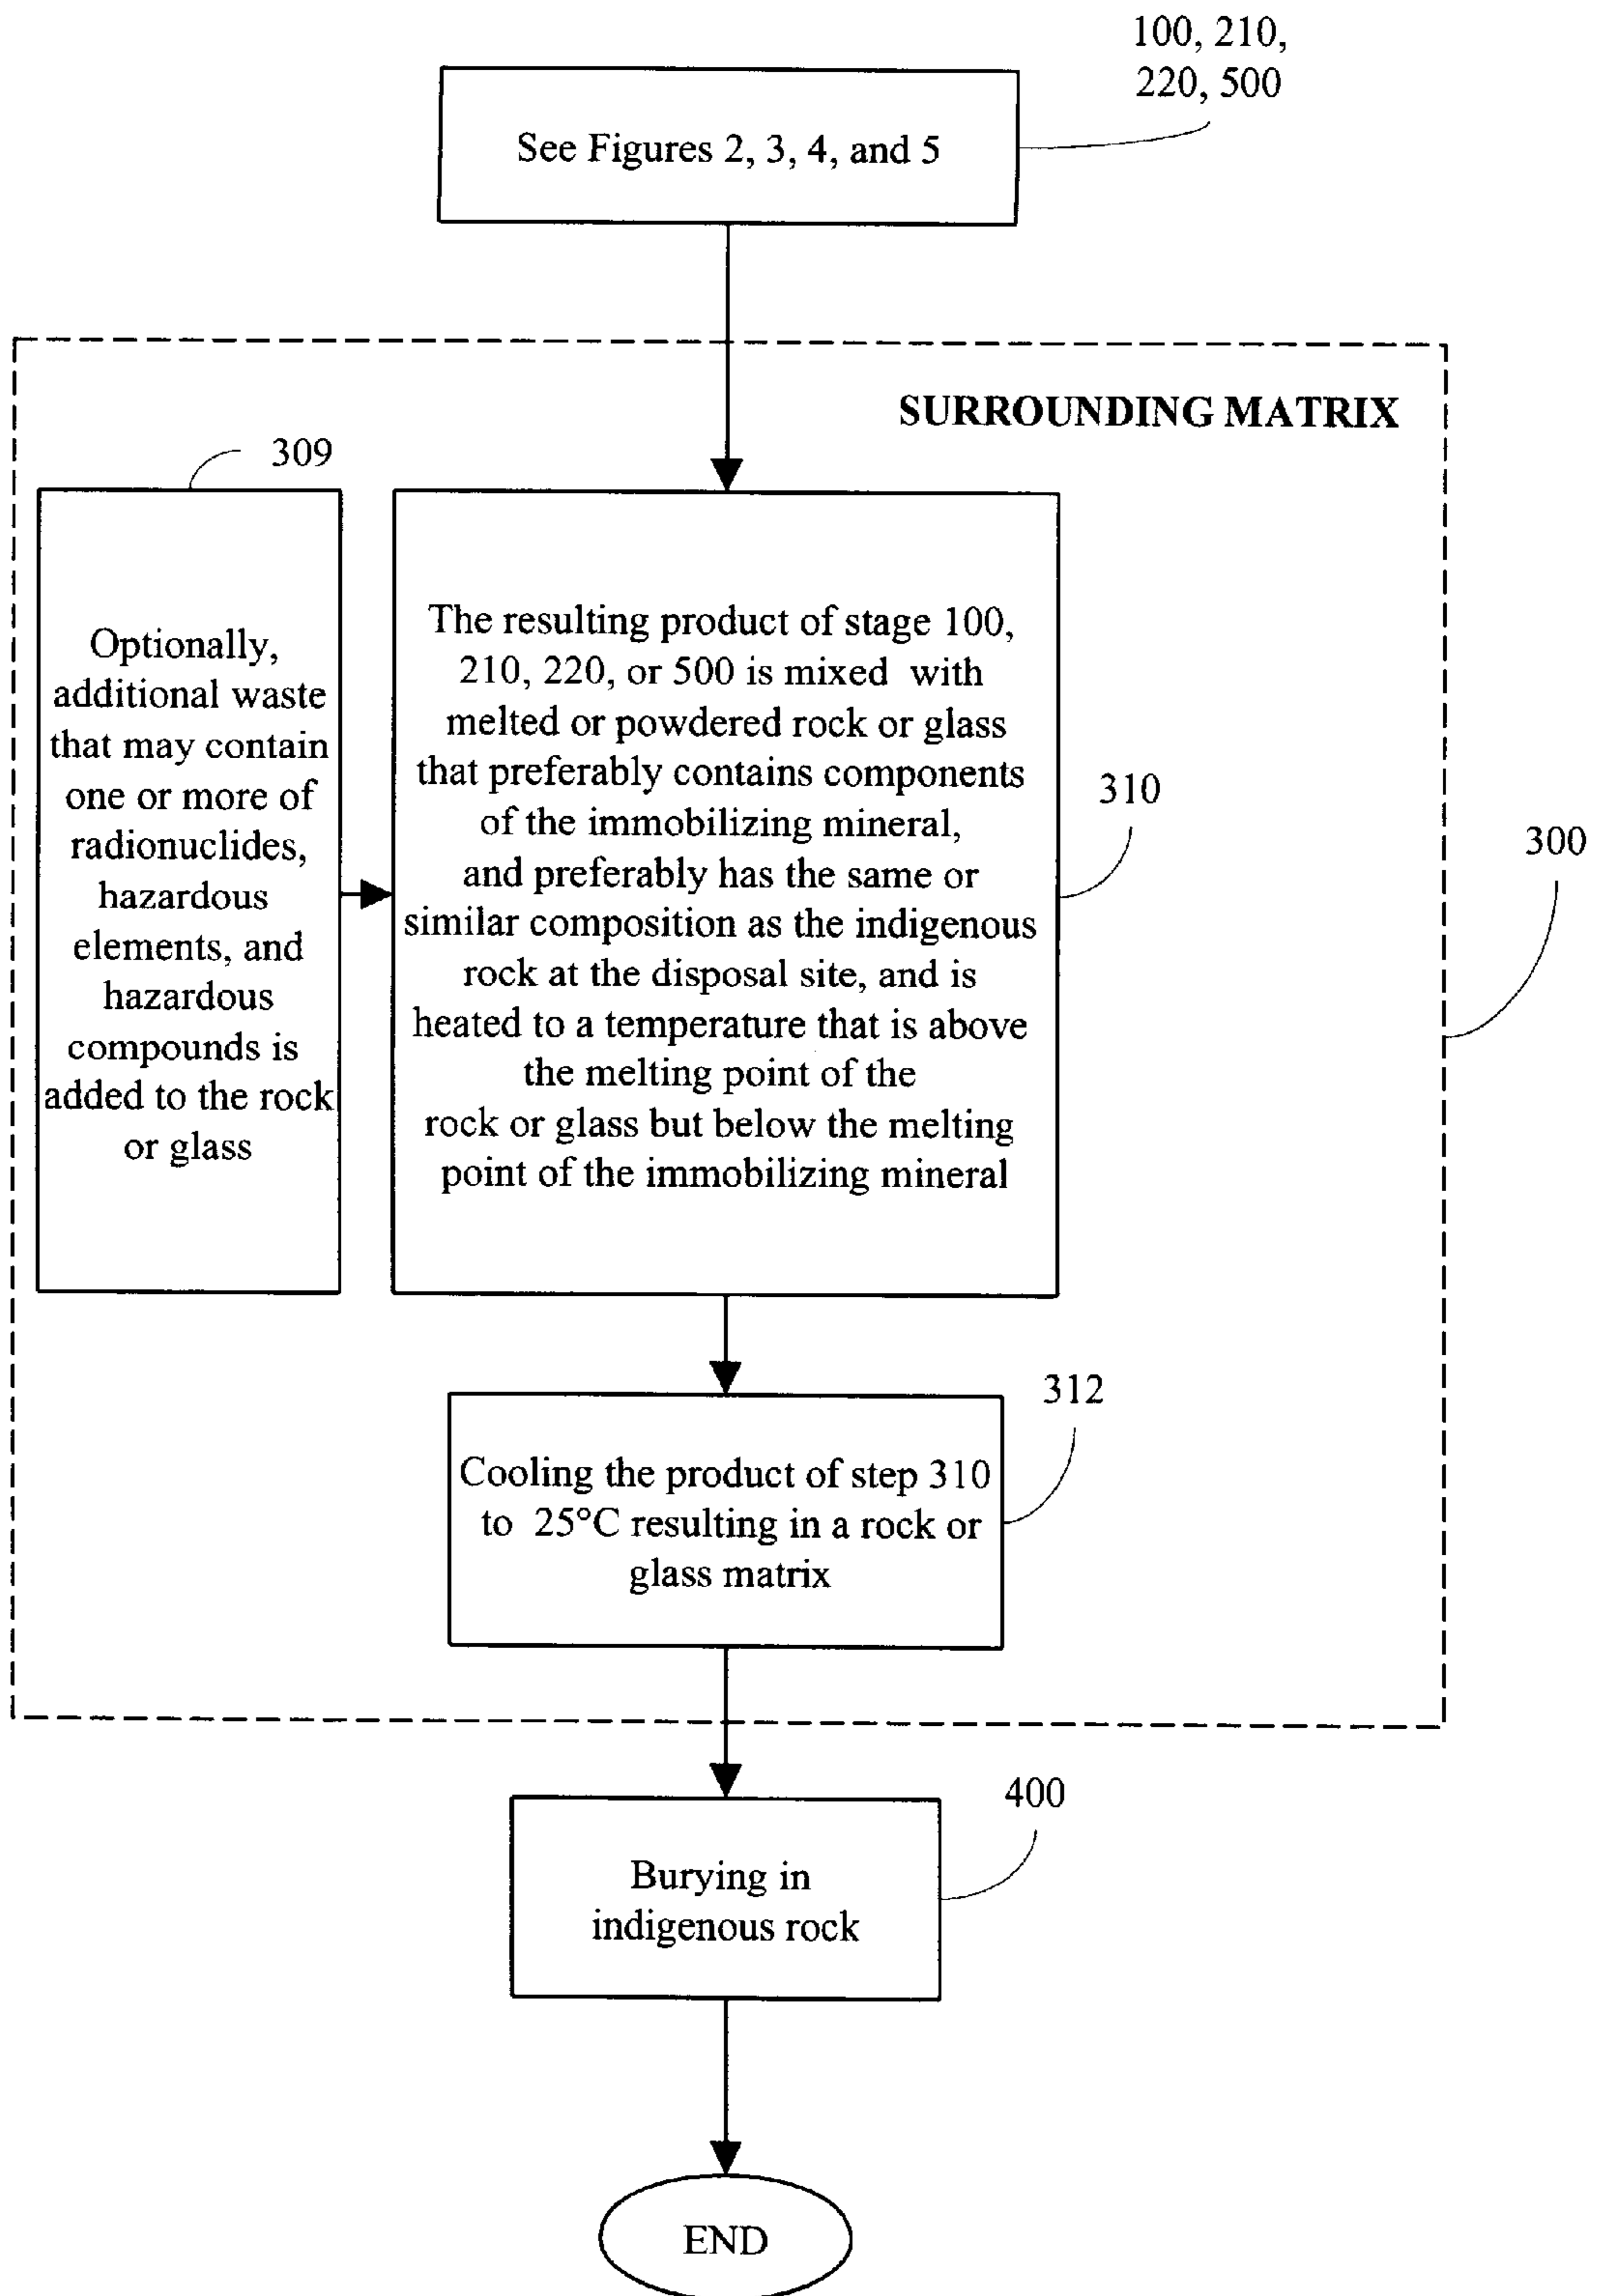 100, 210,
220, 500
See Figures 2, 3, 4, and 5
SURROUNDING MATRIX
309
Optionally,
additional waste
that may contain
one or more of
radionuclides,
hazardous
elements, and
hazardous
compounds is
added to the rock
or glass
The resulting product of stage 100,
210, 220, or 500 is mixed with
melted or powdered rock or glass
that preferably contains components
of the immobilizing mineral,
and preferably has the same or
similar composition as the indigenous
rock at the disposal site, and is
heated to a temperature that is above
the melting point of the
rock or glass but below the melting
point of the immobilizing mineral
310
300
312
Cooling the product of step 310
to 25°C resulting in a rock or
glass matrix
400
Burying in
indigenous rock
END